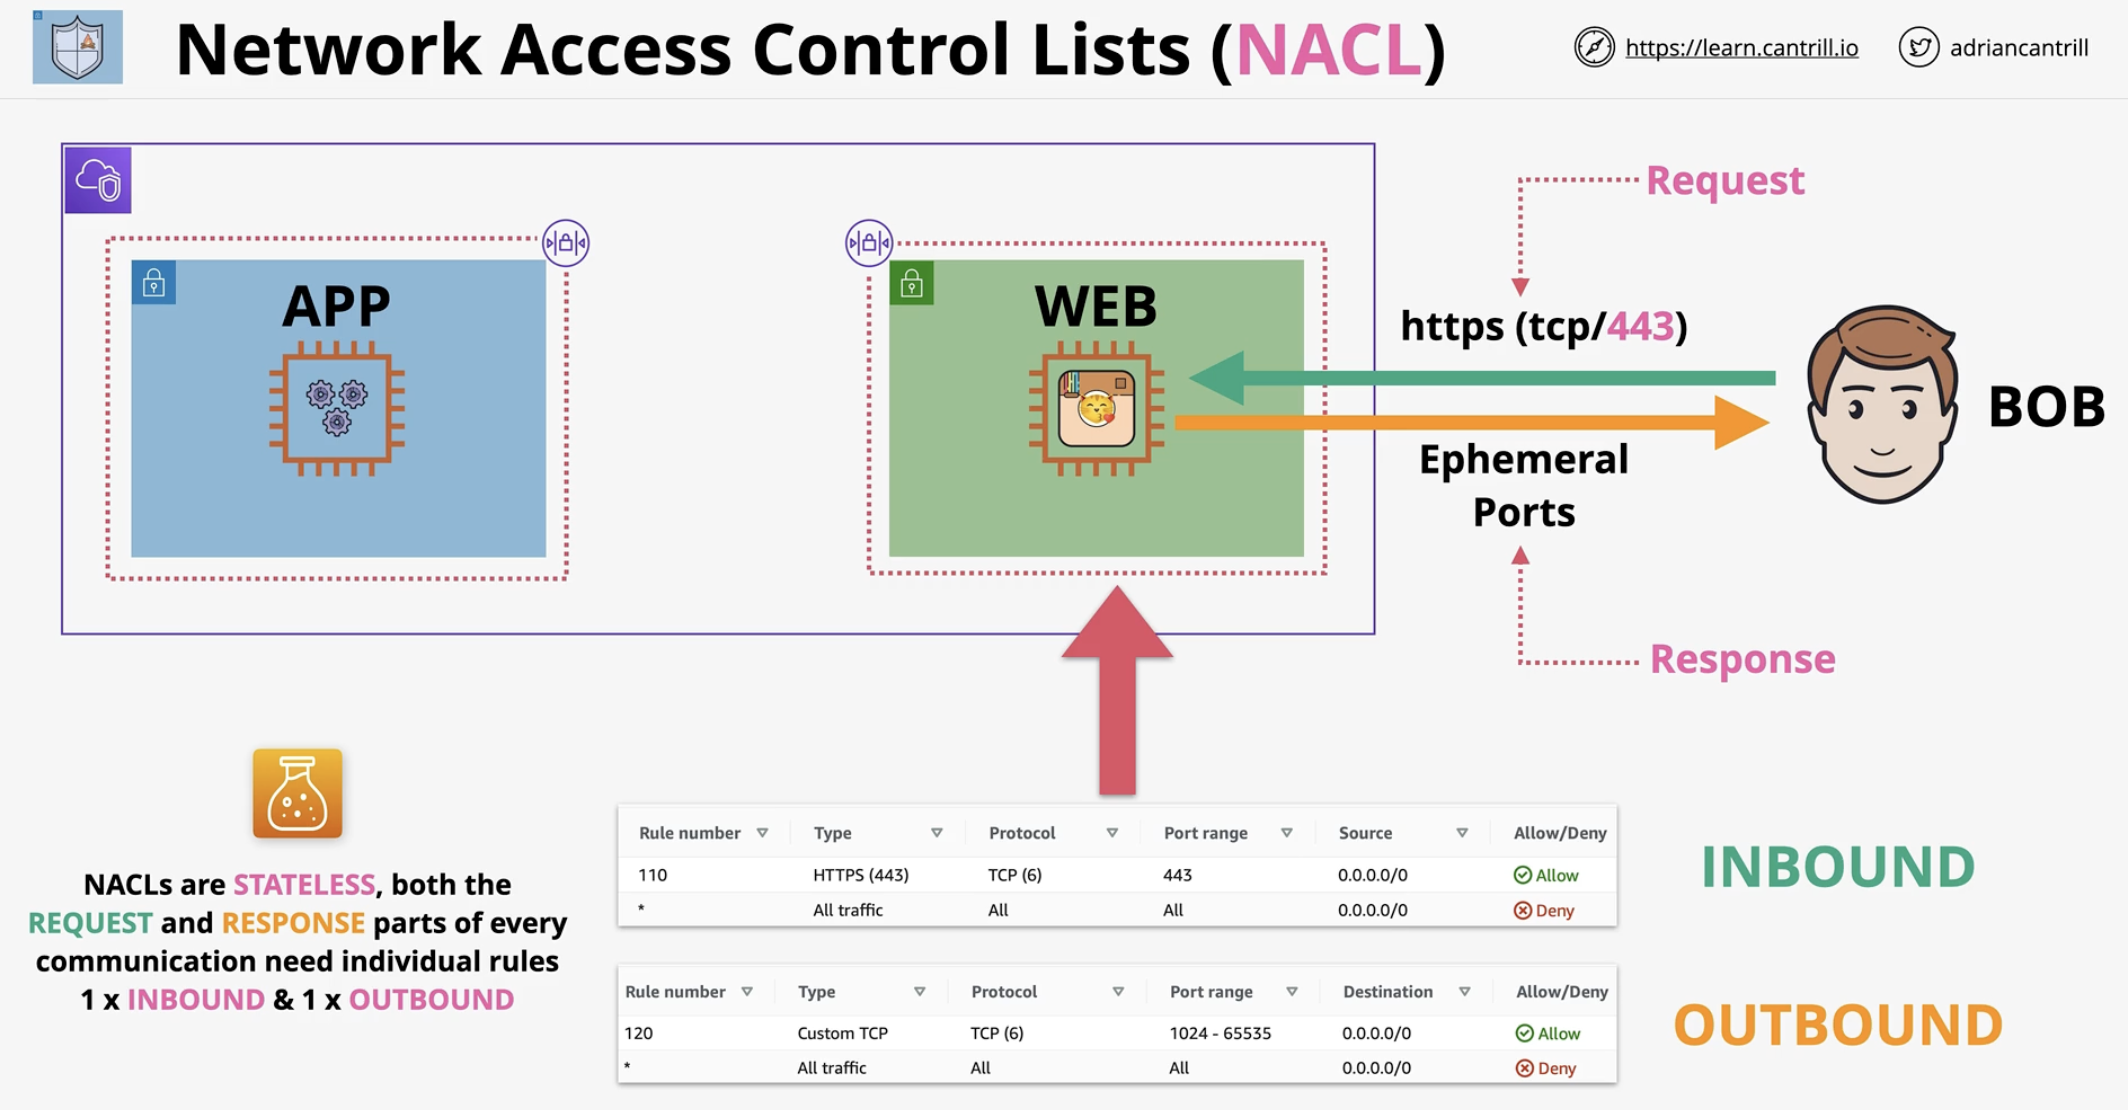 Network Access Control Lists (NACL)
https://learn.cantrill.io
adriancantrill
APP
WEB
Request
https (tcp/443)
BOB
Ephemeral
Ports
Response
NACLs are STATELESS, both the
REQUEST and RESPONSE parts of every
communication need individual rules
1 x INBOUND & 1 x OUTBOUND
Rule number Type Protocol Port range Source Allow/Deny
110 HTTPS (443) TCP (6) 443 0.0.0.0/0 Allow
* All traffic All All 0.0.0.0/0 Deny
INBOUND
Rule number Type Protocol Port range Destination Allow/Deny
120 Custom TCP TCP (6) 1024 - 65535 0.0.0.0/0 Allow
* All traffic All All 0.0.0.0/0 Deny
OUTBOUND